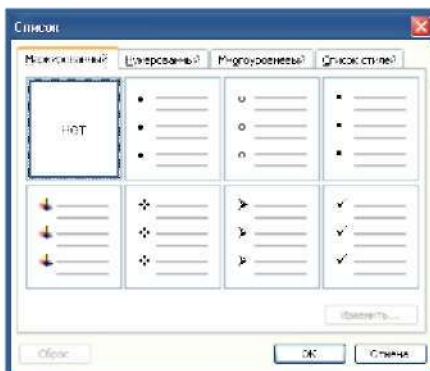 Список
Маркированный Нумерованный Многоуровневый Список стилей
нет
Изменить...
Сброс ОК Отмена